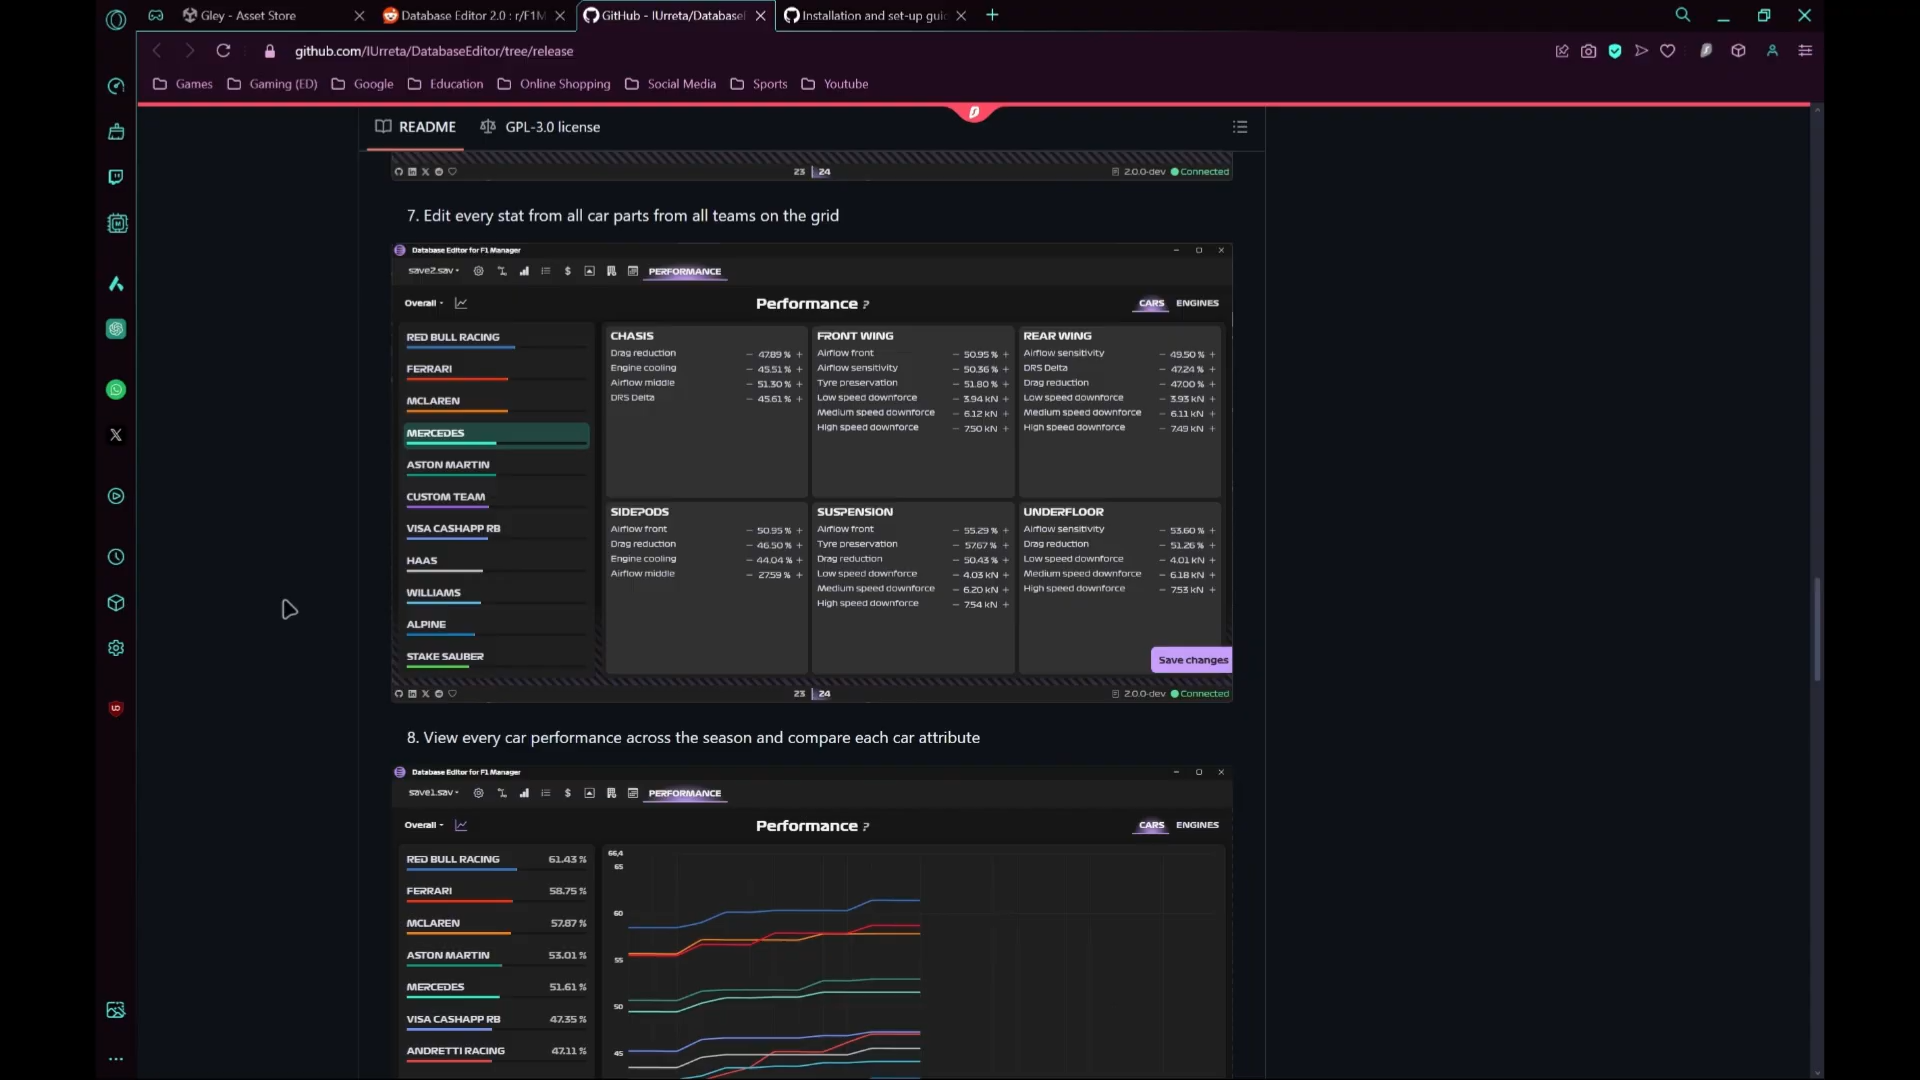 Gley - Asset Store
Database Editor 2.0 : r/F1M
GitHub - IUrreta/Database
Installation and set-up gui
github.com/IUrreta/DatabaseEditor/tree/release
Games Gaming (ED) Google Education Online Shopping Social Media Sports Youtube
README GPL-3.0 license
23 24 2.0.0-dev Connected
7. Edit every stat from all car parts from all teams on the grid
Database Editor for F1 Manager
save2.sav PERFORMANCE
Overall Performance ? CARS ENGINES
RED BULL RACING
FERRARI
MCLAREN
MERCEDES
ASTON MARTIN
CUSTOM TEAM
VISA CASHAPP RB
HAAS
WILLIAMS
ALPINE
STAKE SAUBER
CHASIS
Drag reduction – 47.89 % +
Engine cooling – 45.51 % +
Airflow middle – 51.30 % +
DRS Delta – 45.61 % +
FRONT WING
Airflow front – 50.95 % +
Airflow sensitivity – 50.36 % +
Tyre preservation – 51.80 % +
Low speed downforce – 3.94 kN +
Medium speed downforce – 6.12 kN +
High speed downforce – 7.50 kN +
REAR WING
Airflow sensitivity – 49.50 % +
DRS Delta – 47.24 % +
Drag reduction – 47.00 % +
Low speed downforce – 3.93 kN +
Medium speed downforce – 6.11 kN +
High speed downforce – 7.49 kN +
SIDEPODS
Airflow front – 50.95 % +
Drag reduction – 46.50 % +
Engine cooling – 44.04 % +
Airflow middle – 27.59 % +
SUSPENSION
Airflow front – 55.29 % +
Tyre preservation – 57.67 % +
Drag reduction – 50.43 % +
Low speed downforce – 4.03 kN +
Medium speed downforce – 6.20 kN +
High speed downforce – 7.54 kN +
UNDERFLOOR
Airflow sensitivity – 53.60 % +
Drag reduction – 51.26 % +
Low speed downforce – 4.01 kN +
Medium speed downforce – 6.18 kN +
High speed downforce – 7.53 kN +
Save changes
23 24 2.0.0-dev Connected
8. View every car performance across the season and compare each car attribute
Database Editor for F1 Manager
save1.sav PERFORMANCE
Overall Performance ? CARS ENGINES
RED BULL RACING 61.43 %
FERRARI 58.75 %
MCLAREN 57.87 %
ASTON MARTIN 53.01 %
MERCEDES 51.61 %
VISA CASHAPP RB 47.35 %
ANDRETTI RACING 47.11 %
66,4
65
60
55
50
45